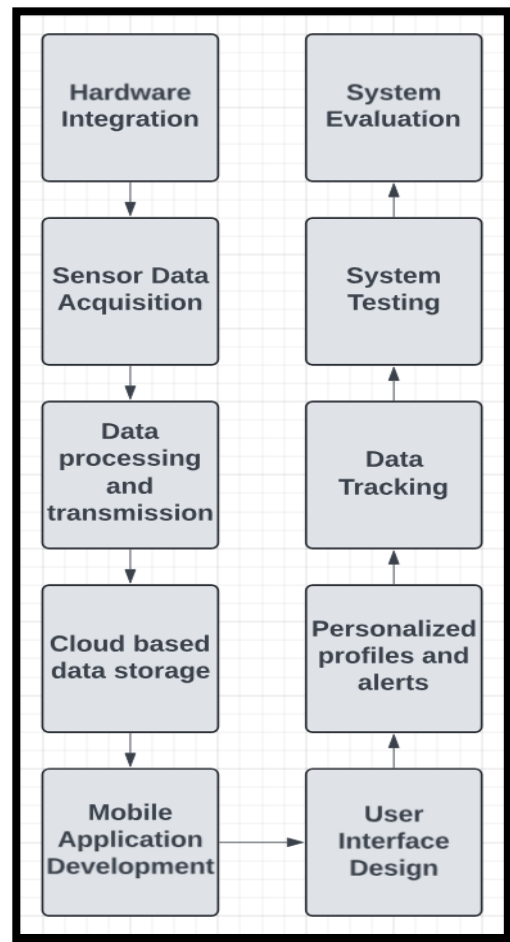 Hardware
Integration
Sensor Data
Acquisition
Data
processing
and
transmission
Cloud based
data storage
Mobile
Application
Development
User
Interface
Design
Personalized
profiles and
alerts
Data
Tracking
System
Testing
System
Evaluation